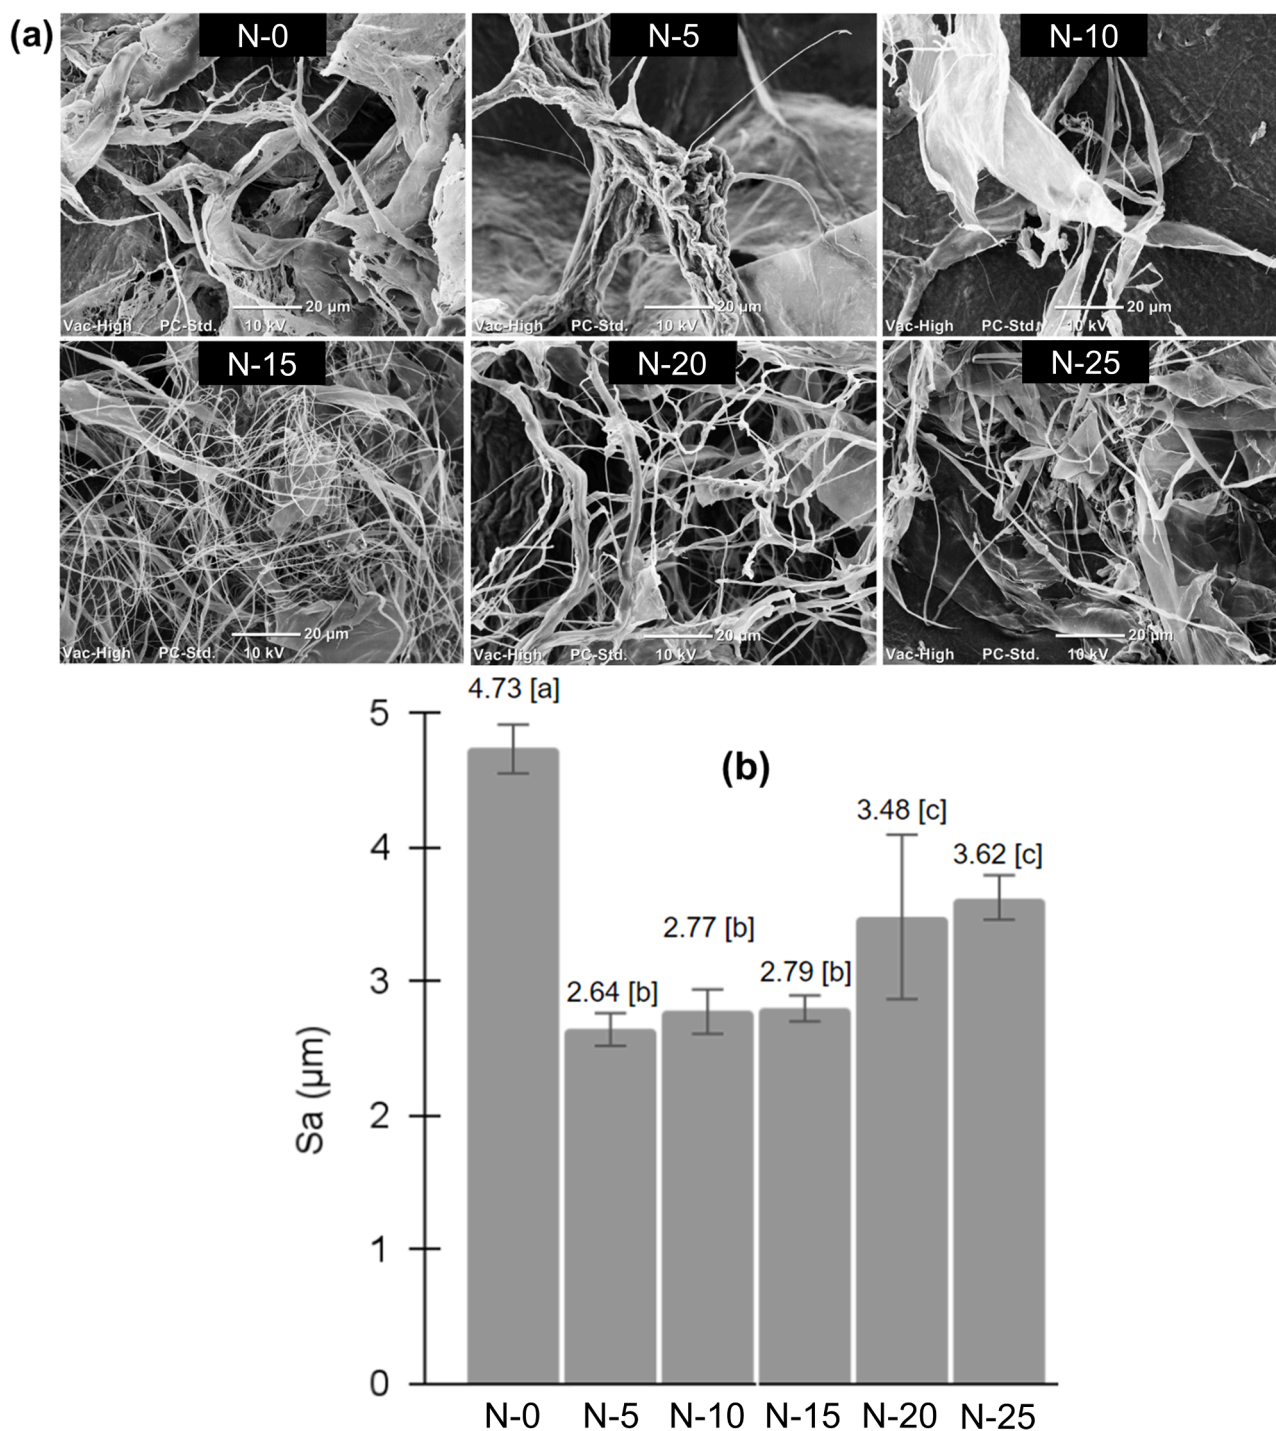 (a)
N-0
N-5
N-10
20 µm
20 µm
20 µm
Vac-High PC-Std. 10 kV
Vac-High PC-Std. 10 kV
Vac-High PC-Std. 10 kV
N-15
N-20
N-25
20 µm
20 µm
20 µm
Vac-High PC-Std. 10 kV
Vac-High PC-Std. 10 kV
Vac-High PC-Std. 10 kV
(b)
Sa (µm)
5
4
3
2
1
0
4.73 [a]
2.64 [b]
2.77 [b]
2.79 [b]
3.48 [c]
3.62 [c]
N-0
N-5
N-10
N-15
N-20
N-25